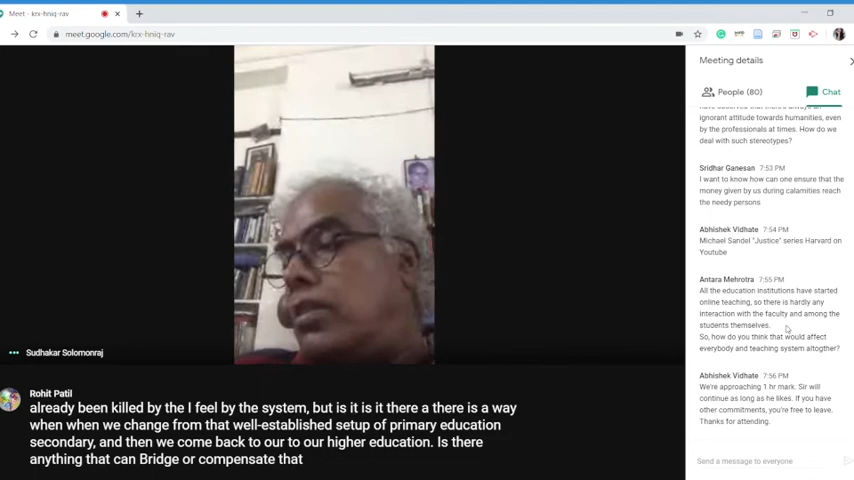 Meet - krx-hniq-rav
meet.google.com/krx-hniq-rav
Meeting details
People (80)
Chat
ignorant attitude towards humanities, even
by the professionals at times. How do we
deal with such stereotypes?
Sridhar Ganesan 7:53 PM
I want to know how can one ensure that the
money given by us during calamities reach
the needy persons
Abhishek Vidhate 7:54 PM
Michael Sandel "Justice" series Harvard on
Youtube
Antara Mehrotra 7:55 PM
All the education institutions have started
online teaching, so there is hardly any
interaction with the faculty and among the
students themselves.
So, how do you think that would affect
everybody and teaching system altogther?
Abhishek Vidhate 7:56 PM
We're approaching 1 hr mark. Sir will
continue as long as he likes. If you have
other commitments, you're free to leave.
Thanks for attending.
Send a message to everyone
Sudhakar Solomonraj
Rohit Patil
already been killed by the I feel by the system, but is it is it there a there is a way
when when we change from that well-established setup of primary education
secondary, and then we come back to our to our higher education. Is there
anything that can Bridge or compensate that